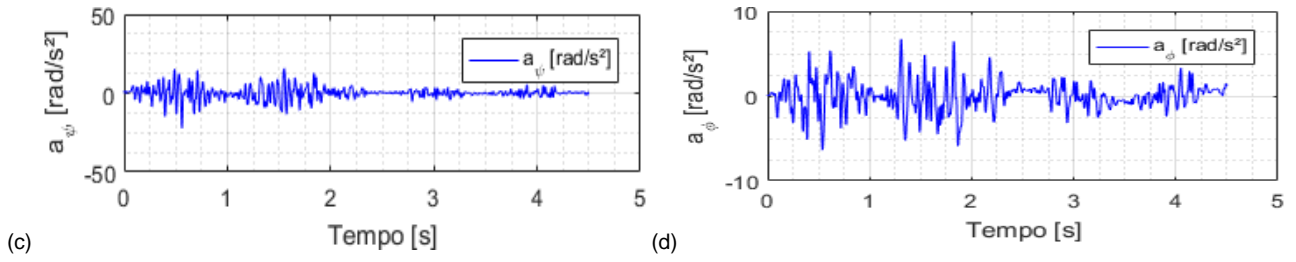 (c)
a_ψ [rad/s²]
50
0
-50
a_ψ [rad/s²]
0 1 2 3 4 5
Tempo [s]
(d)
a_ϕ [rad/s²]
10
0
-10
a_ϕ [rad/s²]
0 1 2 3 4 5
Tempo [s]